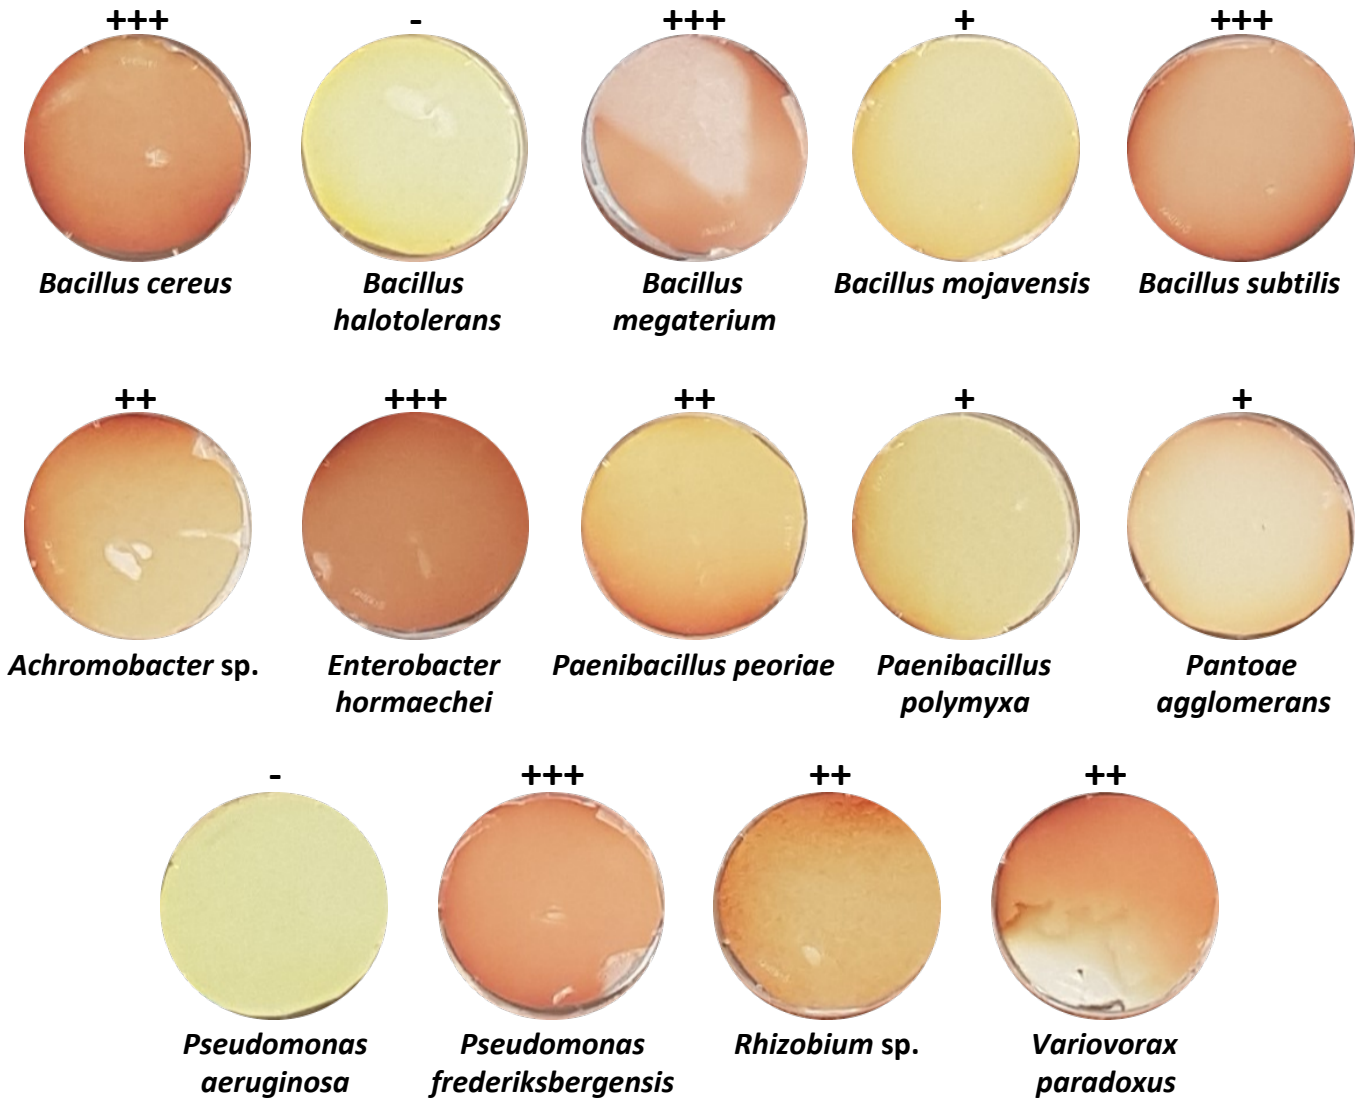 +++ - +++ + +++
Bacillus cereus Bacillus Bacillus Bacillus mojavensis Bacillus subtilis
halotolerans megaterium
++ +++ ++ + +
Achromobacter sp. Enterobacter Paenibacillus peoriae Paenibacillus Pantoae
hormaechei polymyxa agglomerans
- +++ ++ ++
Pseudomonas Pseudomonas Rhizobium sp. Variovorax
aeruginosa frederiksbergensis paradoxus